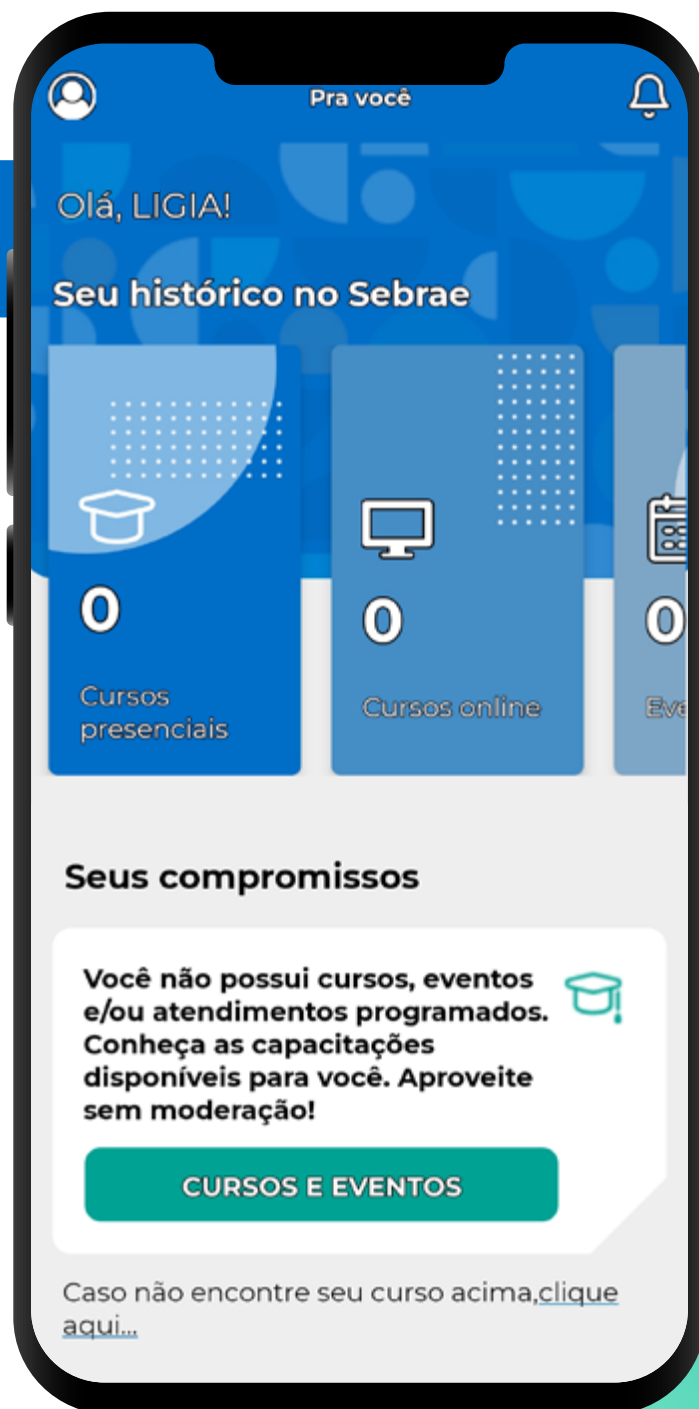 Pra você
Olá, LIGIA!
Seu histórico no Sebrae
0
Cursos
presenciais
0
Cursos online
0
Seus compromissos
Você não possui cursos, eventos
e/ou atendimentos programados.
Conheça as capacitações
disponíveis para você. Aproveite
sem moderação!
CURSOS E EVENTOS
Caso não encontre seu curso acima,clique
aqui...